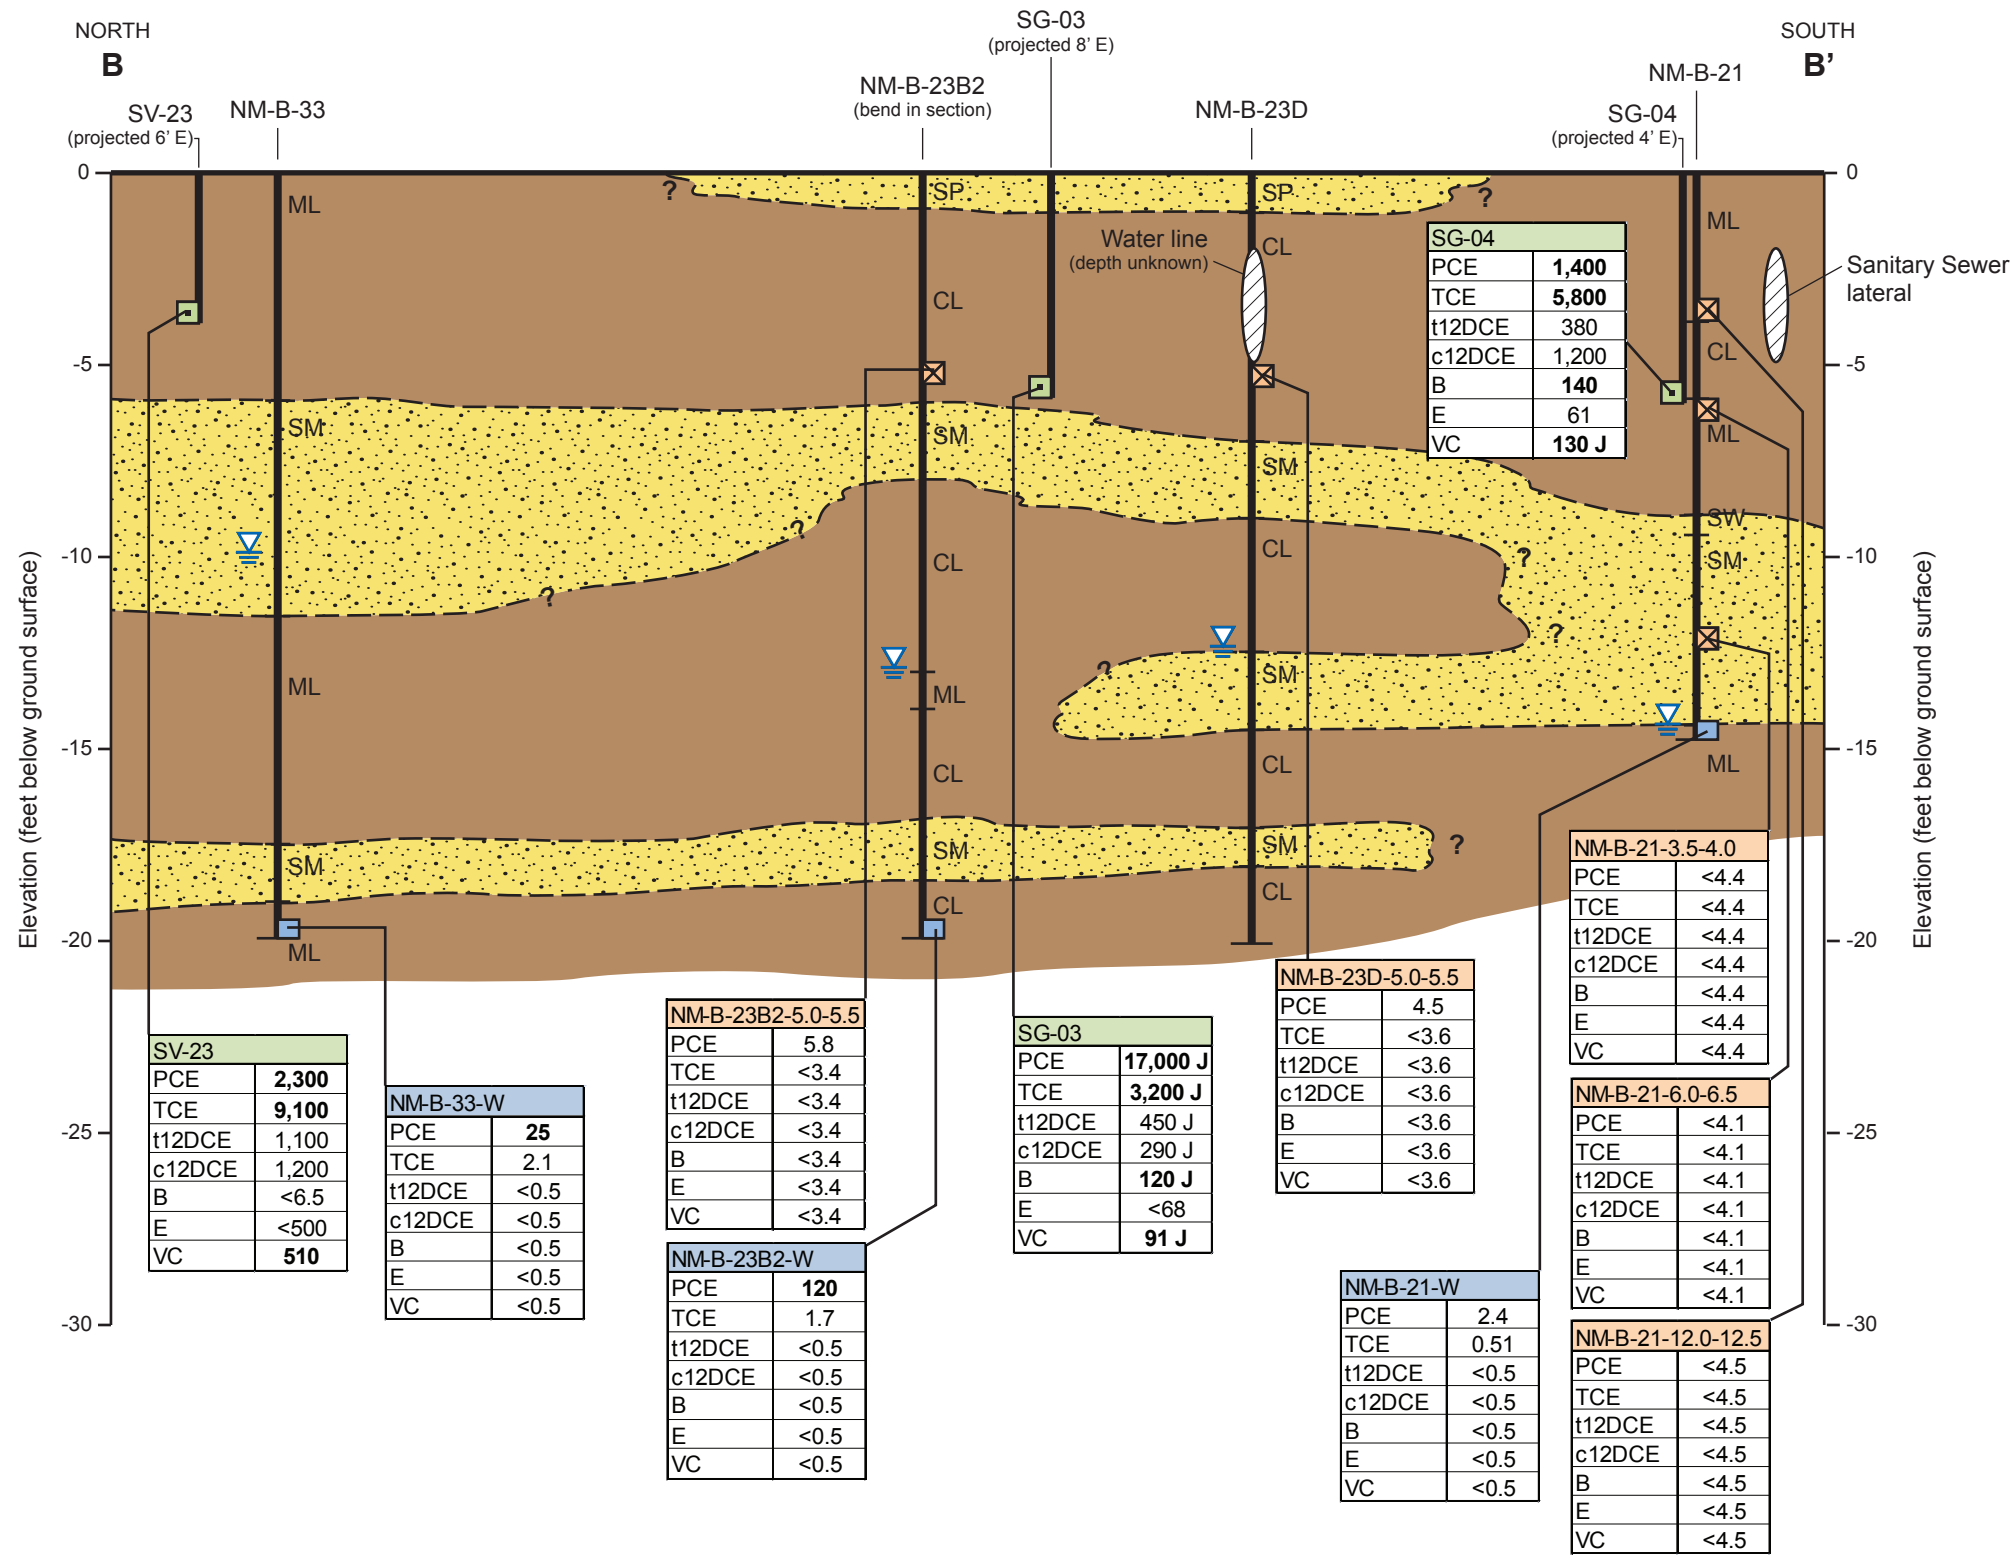 NORTH
B
SOUTH
B'
SV-23
(projected 6' E)
NM-B-33
NM-B-23B2
(bend in section)
SG-03
(projected 8' E)
NM-B-23D
SG-04
(projected 4' E)
NM-B-21
0
-5
-10
-15
-20
-25
-30
Elevation (feet below ground surface)
0
-5
-10
-15
-20
-25
-30
Elevation (feet below ground surface)
ML
SM
ML
SM
ML
?
?
?
SP
CL
SM
CL
ML
CL
SM
CL
Water line
(depth unknown)
SP
CL
SM
CL
SM
CL
SM
CL
?
?
?
?
?
ML
CL
ML
SW
SM
ML
Sanitary Sewer
lateral
SG-04
PCE 1,400
TCE 5,800
t12DCE 380
c12DCE 1,200
B 140
E 61
VC 130 J
SV-23
PCE 2,300
TCE 9,100
t12DCE 1,100
c12DCE 1,200
B <6.5
E <500
VC 510
NM-B-33-W
PCE 25
TCE 2.1
t12DCE <0.5
c12DCE <0.5
B <0.5
E <0.5
VC <0.5
NM-B-23B2-5.0-5.5
PCE 5.8
TCE <3.4
t12DCE <3.4
c12DCE <3.4
B <3.4
E <3.4
VC <3.4
NM-B-23B2-W
PCE 120
TCE 1.7
t12DCE <0.5
c12DCE <0.5
B <0.5
E <0.5
VC <0.5
SG-03
PCE 17,000 J
TCE 3,200 J
t12DCE 450 J
c12DCE 290 J
B 120 J
E <68
VC 91 J
NM-B-23D-5.0-5.5
PCE 4.5
TCE <3.6
t12DCE <3.6
c12DCE <3.6
B <3.6
E <3.6
VC <3.6
NM-B-21-W
PCE 2.4
TCE 0.51
t12DCE <0.5
c12DCE <0.5
B <0.5
E <0.5
VC <0.5
NM-B-21-3.5-4.0
PCE <4.4
TCE <4.4
t12DCE <4.4
c12DCE <4.4
B <4.4
E <4.4
VC <4.4
NM-B-21-6.0-6.5
PCE <4.1
TCE <4.1
t12DCE <4.1
c12DCE <4.1
B <4.1
E <4.1
VC <4.1
NM-B-21-12.0-12.5
PCE <4.5
TCE <4.5
t12DCE <4.5
c12DCE <4.5
B <4.5
E <4.5
VC <4.5